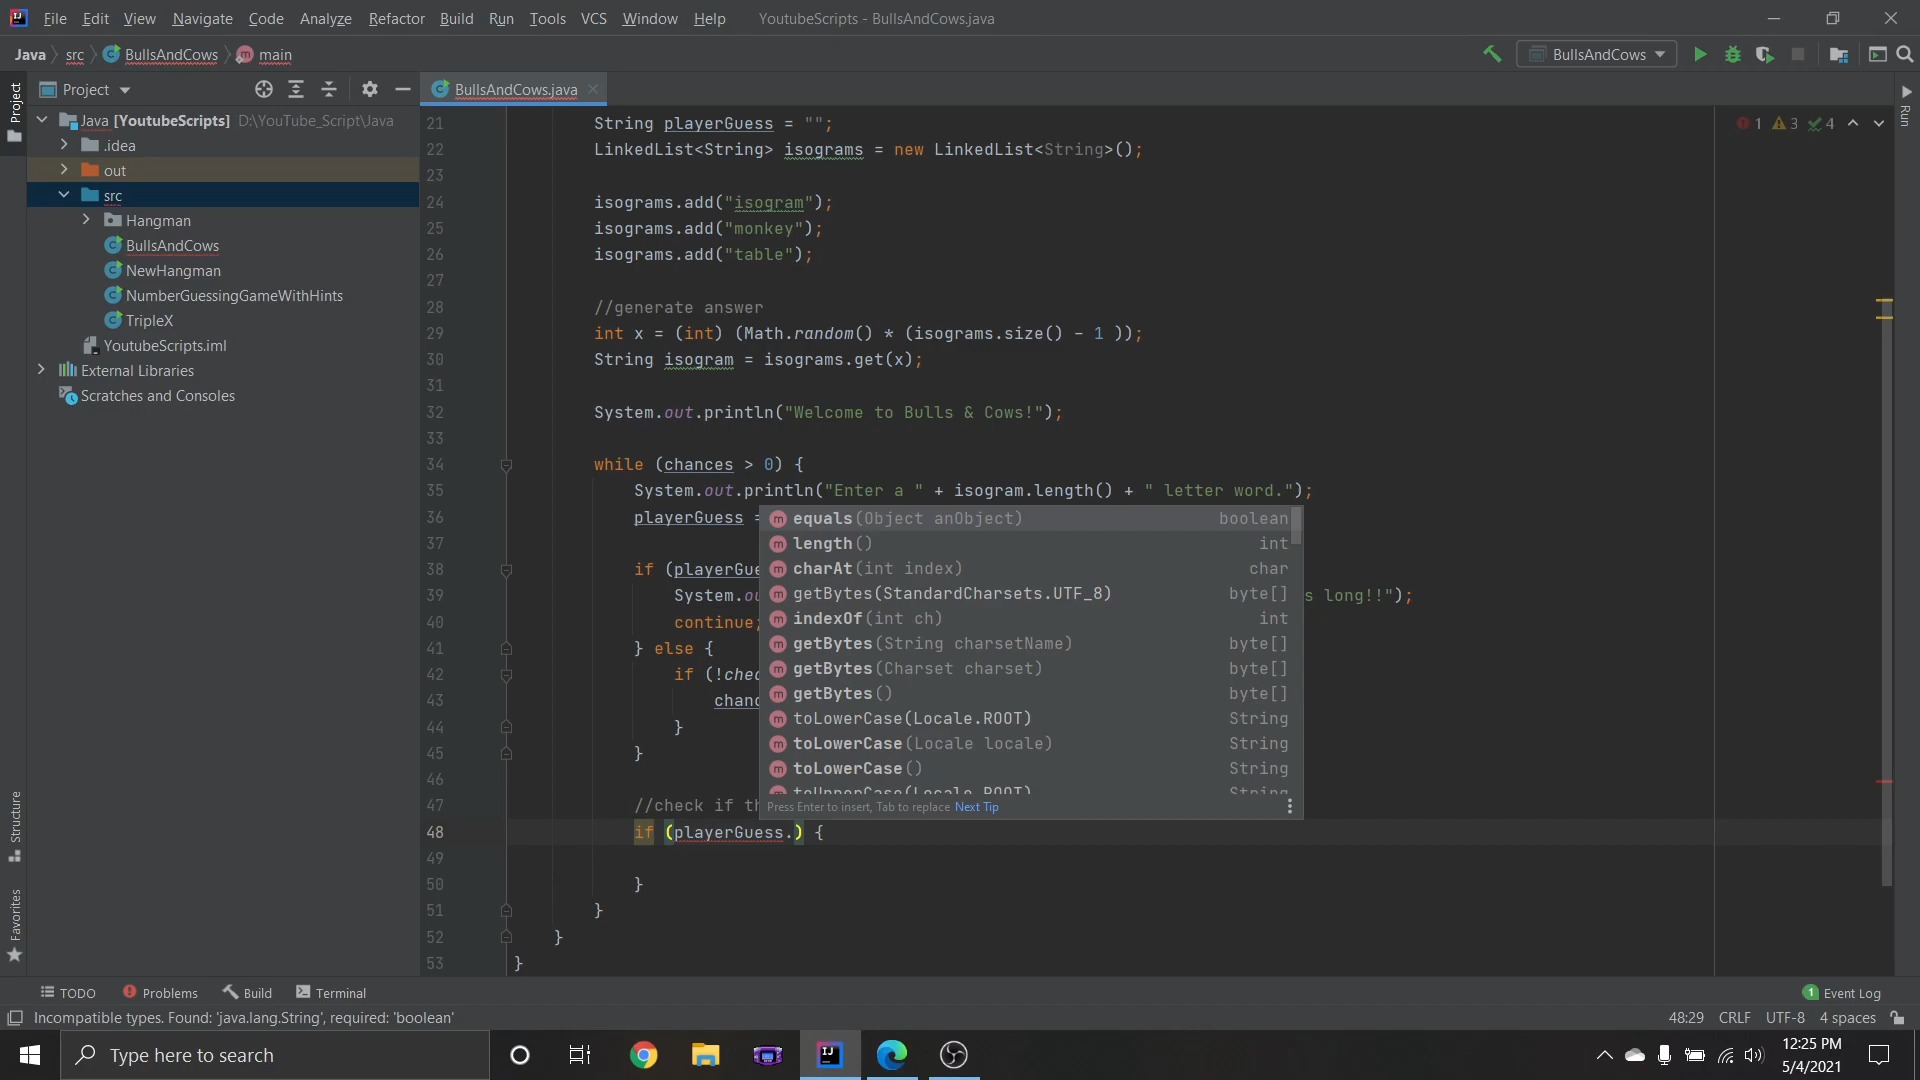 File Edit View Navigate Code Analyze Refactor Build Run Tools VCS Window Help YoutubeScripts - BullsAndCows.java
Java src BullsAndCows main BullsAndCows
Project
Project
BullsAndCows.java
Run
Java [YoutubeScripts] D:\YouTube_Script\Java
.idea
out
src
Hangman
BullsAndCows
NewHangman
NumberGuessingGameWithHints
TripleX
YoutubeScripts.iml
External Libraries
Scratches and Consoles
1 3 4
21 String playerGuess = "";
22 LinkedList<String> isograms = new LinkedList<String>();
23
24 isograms.add("isogram");
25 isograms.add("monkey");
26 isograms.add("table");
27
28 //generate answer
29 int x = (int) (Math.random() * (isograms.size() - 1 ));
30 String isogram = isograms.get(x);
31
32 System.out.println("Welcome to Bulls & Cows!");
33
34 while (chances > 0) {
35 System.out.println("Enter a " + isogram.length() + " letter word.");
36 playerGuess =
37
38 if (playerGue
39 System.ou s long!!");
40 continue;
41 } else {
42 if (!chec
43 chanc
44 }
45 }
46
47 //check if th
48 if (playerGuess.) {
49
50 }
51 }
52 }
53 }
equals(Object anObject) boolean
length() int
charAt(int index) char
getBytes(StandardCharsets.UTF_8) byte[]
indexOf(int ch) int
getBytes(String charsetName) byte[]
getBytes(Charset charset) byte[]
getBytes() byte[]
toLowerCase(Locale.ROOT) String
toLowerCase(Locale locale) String
toLowerCase() String
toUpperCase(Locale.ROOT) String
Press Enter to insert, Tab to replace Next Tip
Structure
Favorites
TODO Problems Build Terminal 1 Event Log
Incompatible types. Found: 'java.lang.String', required: 'boolean' 48:29 CRLF UTF-8 4 spaces
Type here to search
12:25 PM
5/4/2021